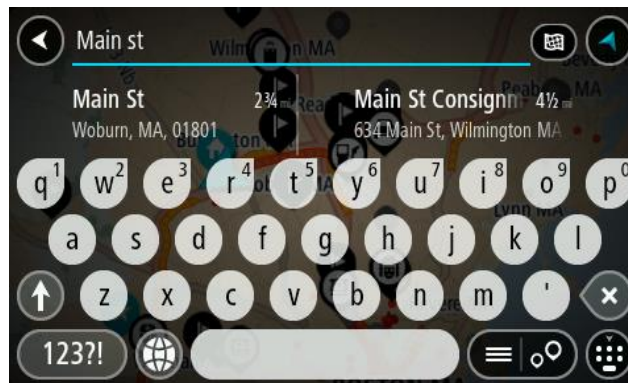 Main st
Main St 2¾ mi
Main St Consignm 4½ mi
Woburn, MA, 01801
634 Main St, Wilmington MA
q1 w2 e3 r4 t5 y6 u7 i8 o9 p0
a s d f g h j k l
z x c v b n m '
123?!